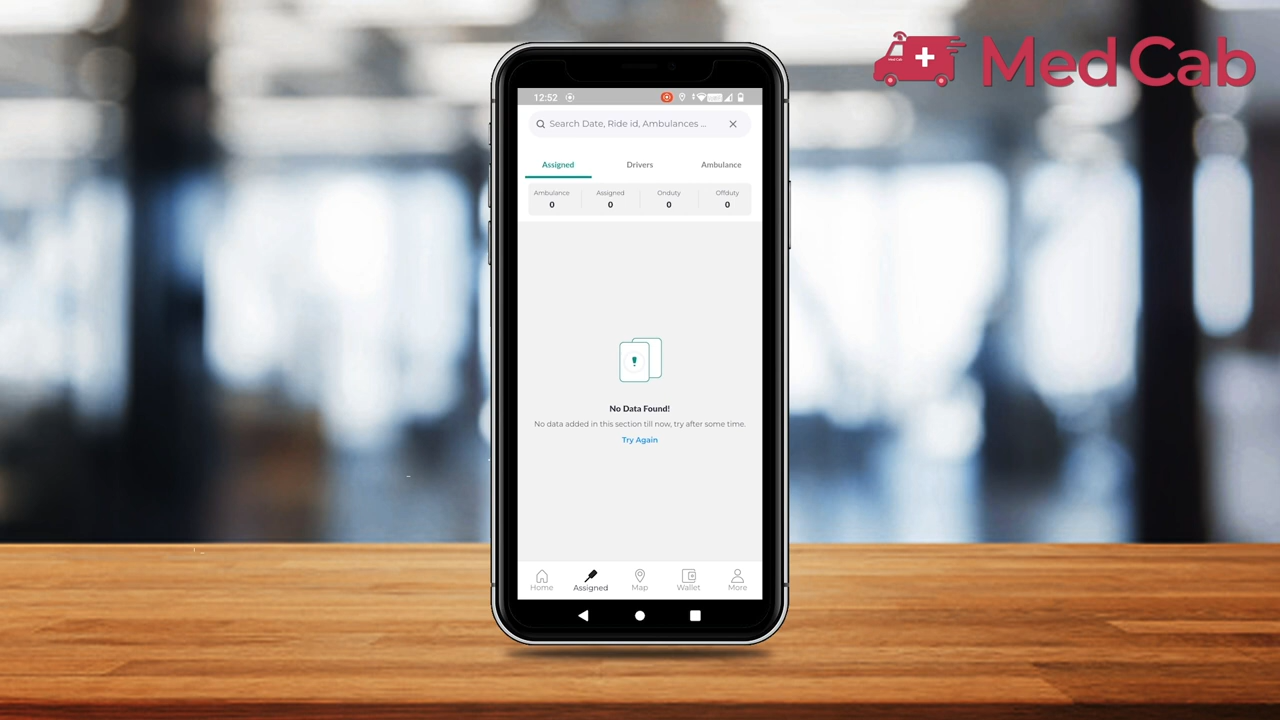 Med Cab
12:52
Search Date, Ride id, Ambulances ...
Assigned Drivers Ambulance
Ambulance Assigned Onduty Offduty
0 0 0 0
No Data Found!
No data added in this section till now, try after some time.
Try Again
Home Assigned Map Wallet More